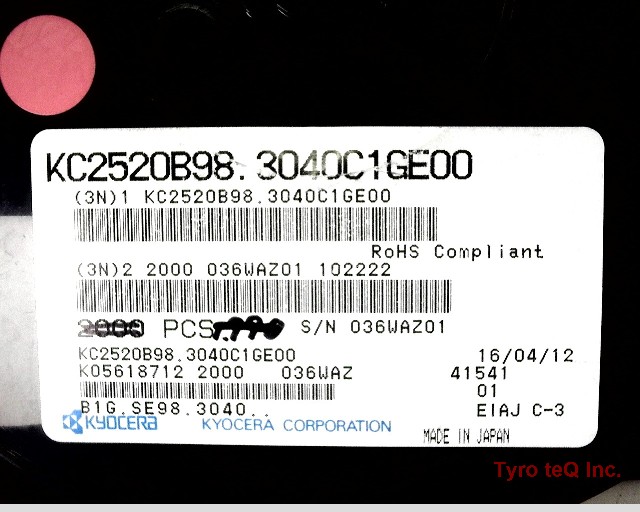 KC2520B98.3040C1GE00
(3N)1 KC2520B98.3040C1GE00
RoHS Compliant
(3N)2 2000 036WAZ01 102222
2000 PCS S/N 036WAZ01
KC2520B98.3040C1GE00 16/04/12
K05618712 2000 036WAZ 41541
01
B1G.SE98.3040.. EIAJ C-3
KYOCERA KYOCERA CORPORATION
MADE IN JAPAN
Tyro teQ Inc.